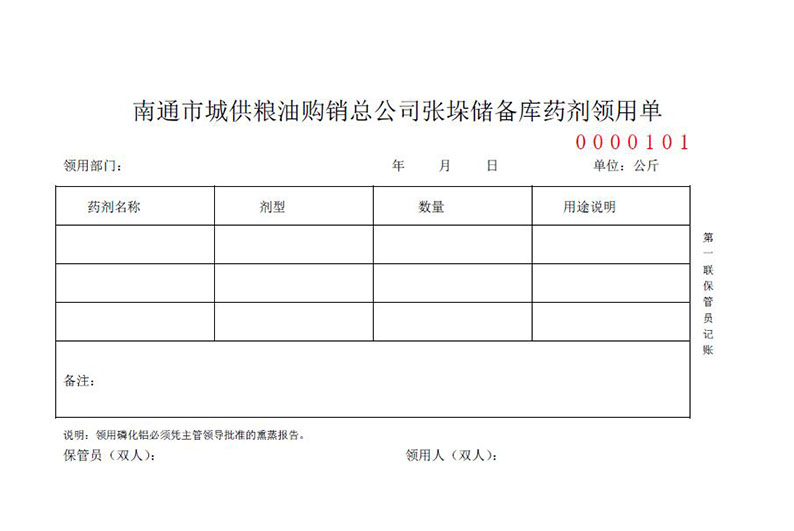 南通市城供粮油购销总公司张垛储备库药剂领用单
0000101
领用部门： 年 月 日 单位：公斤
药剂名称 剂型 数量 用途说明
备注：
说明：领用磷化铝必须凭主管领导批准的熏蒸报告。
保管员（双人）： 领用人（双人）：
第一联保管员记账